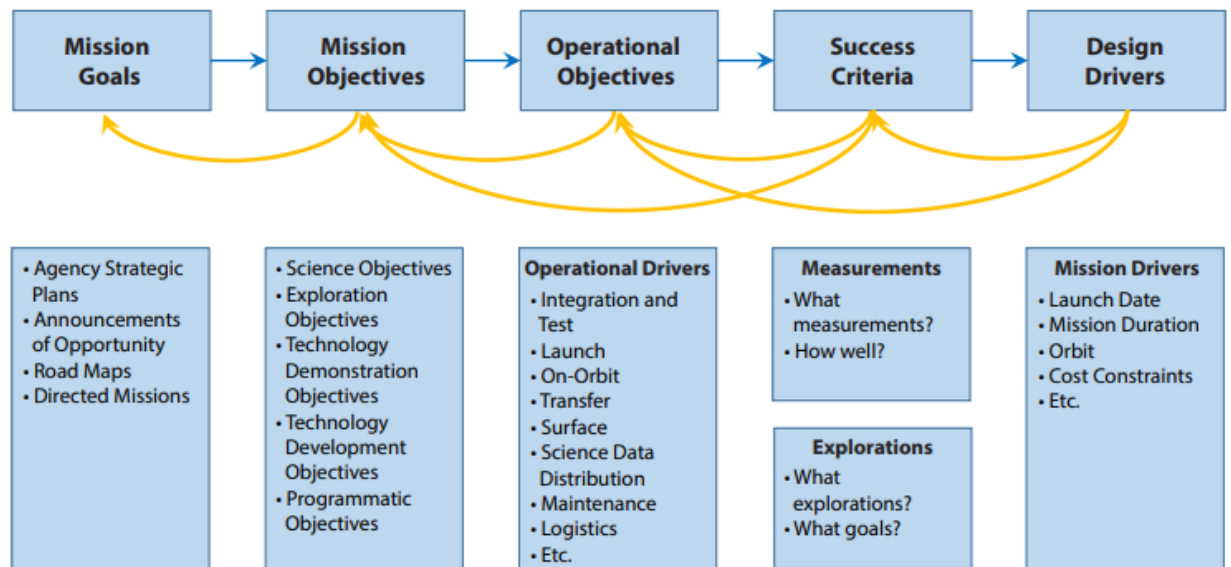 Mission
Goals
Mission
Objectives
Operational
Objectives
Success
Criteria
Design
Drivers
• Agency Strategic
Plans
• Announcements
of Opportunity
• Road Maps
• Directed Missions
• Science Objectives
• Exploration
Objectives
• Technology
Demonstration
Objectives
• Technology
Development
Objectives
• Programmatic
Objectives
Operational Drivers
• Integration and
Test
• Launch
• On-Orbit
• Transfer
• Surface
• Science Data
Distribution
• Maintenance
• Logistics
• Etc.
Measurements
• What
measurements?
• How well?
Explorations
• What
explorations?
• What goals?
Mission Drivers
• Launch Date
• Mission Duration
• Orbit
• Cost Constraints
• Etc.